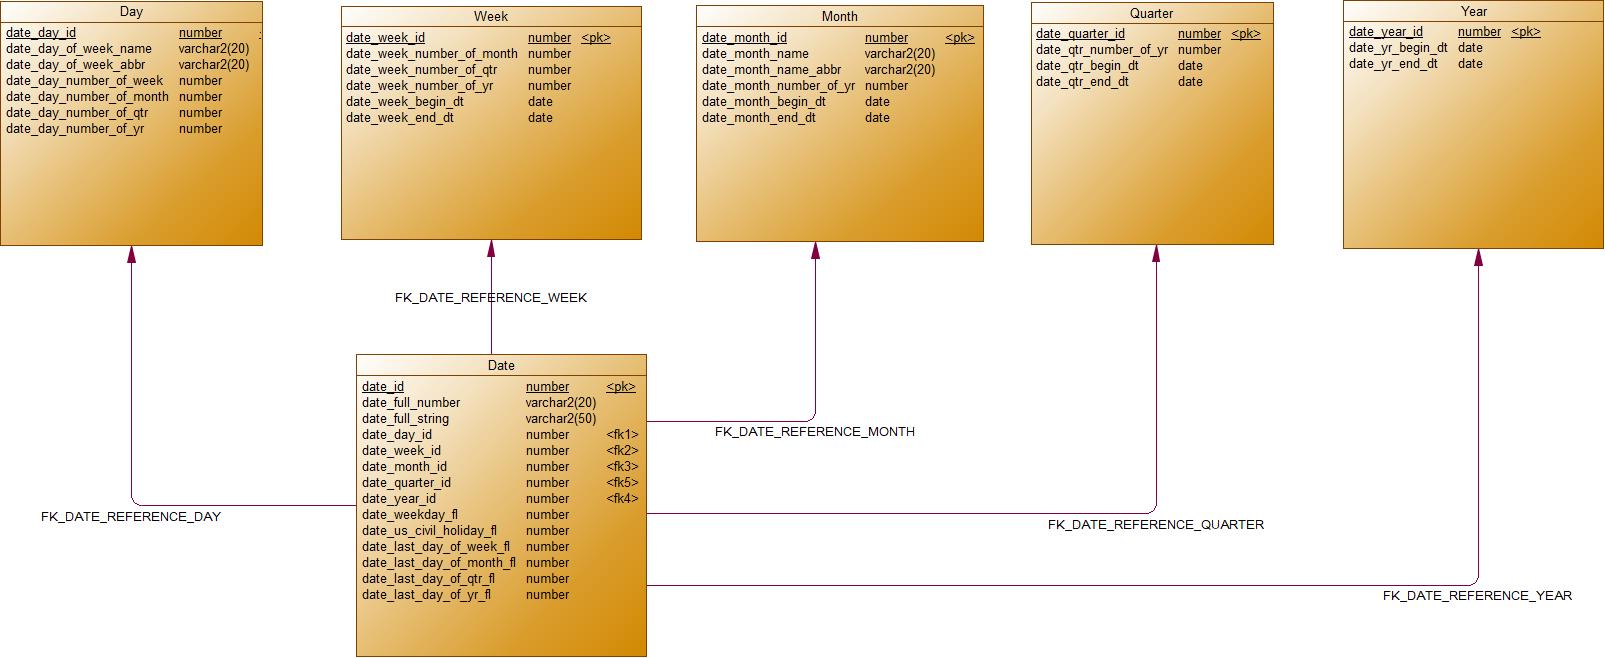 Day
date_day_id number
date_day_of_week_name varchar2(20)
date_day_of_week_abbr varchar2(20)
date_day_number_of_week number
date_day_number_of_month number
date_day_number_of_qtr number
date_day_number_of_yr number
Week
date_week_id number <pk>
date_week_number_of_month number
date_week_number_of_qtr number
date_week_number_of_yr number
date_week_begin_dt date
date_week_end_dt date
Month
date_month_id number <pk>
date_month_name varchar2(20)
date_month_name_abbr varchar2(20)
date_month_number_of_yr number
date_month_begin_dt date
date_month_end_dt date
Quarter
date_quarter_id number <pk>
date_qtr_number_of_yr number
date_qtr_begin_dt date
date_qtr_end_dt date
Year
date_year_id number <pk>
date_yr_begin_dt date
date_yr_end_dt date
FK_DATE_REFERENCE_WEEK
Date
date_id number <pk>
date_full_number varchar2(20)
date_full_string varchar2(50)
date_day_id number <fk1>
date_week_id number <fk2>
date_month_id number <fk3>
date_quarter_id number <fk5>
date_year_id number <fk4>
date_weekday_fl number
date_us_civil_holiday_fl number
date_last_day_of_week_fl number
date_last_day_of_month_fl number
date_last_day_of_qtr_fl number
date_last_day_of_yr_fl number
FK_DATE_REFERENCE_MONTH
FK_DATE_REFERENCE_DAY
FK_DATE_REFERENCE_QUARTER
FK_DATE_REFERENCE_YEAR